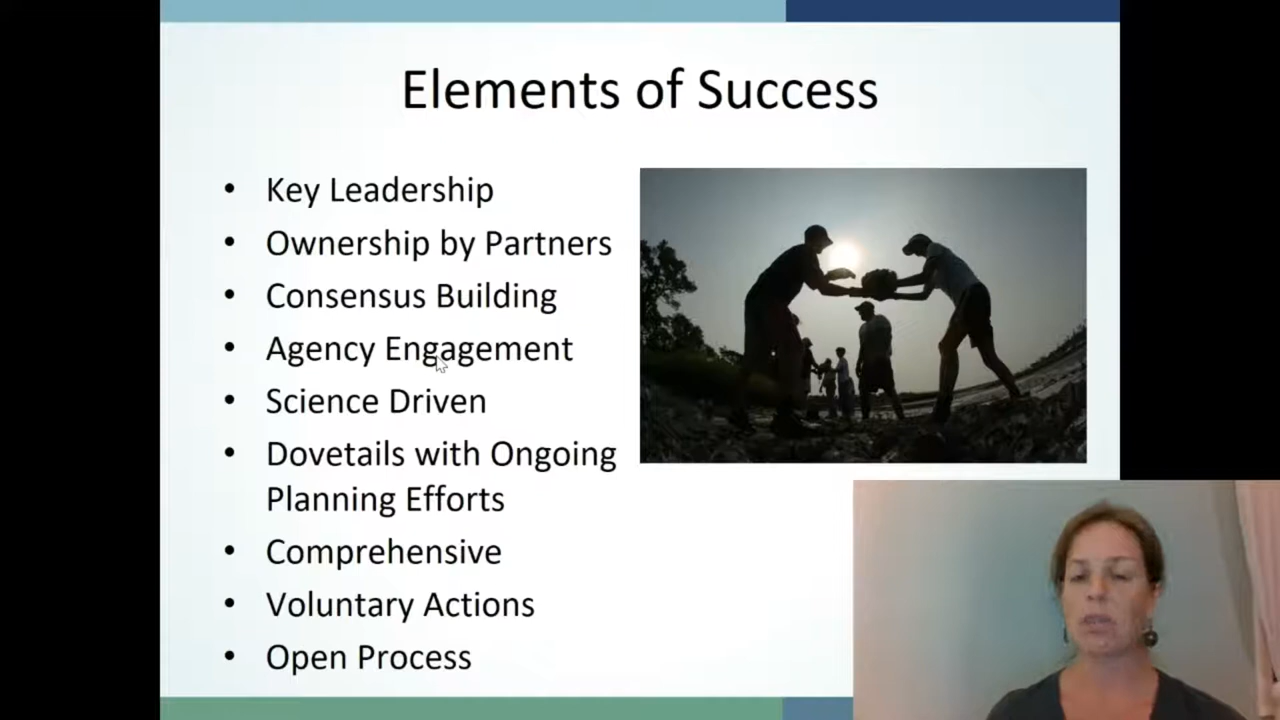 Elements of Success
• Key Leadership
• Ownership by Partners
• Consensus Building
• Agency Engagement
• Science Driven
• Dovetails with Ongoing
Planning Efforts
• Comprehensive
• Voluntary Actions
• Open Process